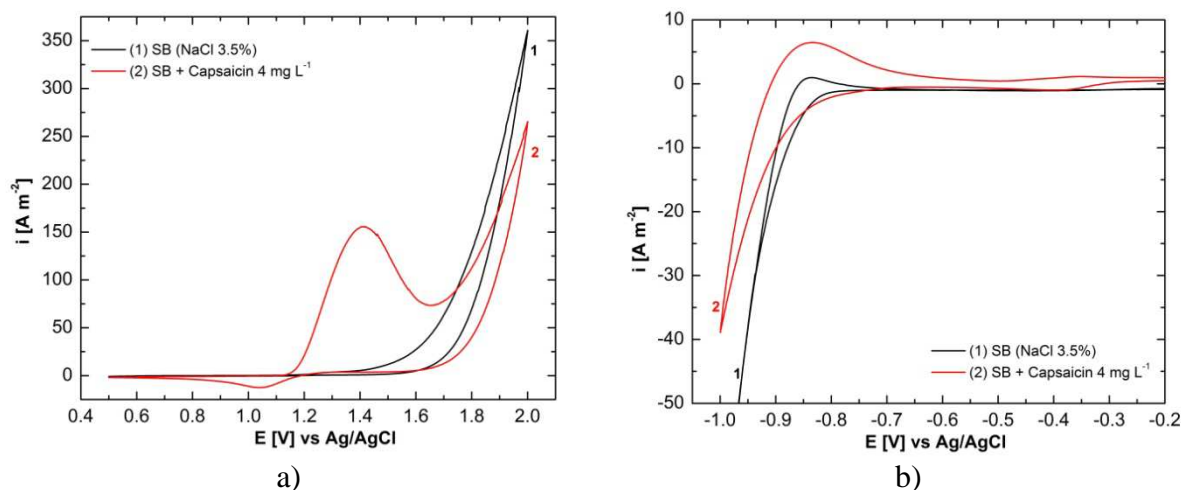 (1) SB (NaCl 3.5%)
(2) SB + Capsaicin 4 mg L⁻¹
1
2
350
300
250
200
150
100
50
0
i [A m⁻²]
0.4 0.6 0.8 1.0 1.2 1.4 1.6 1.8 2.0
E [V] vs Ag/AgCl
a)
10
0
-10
-20
-30
-40
-50
i [A m⁻²]
2
1
(1) SB (NaCl 3.5%)
(2) SB + Capsaicin 4 mg L⁻¹
-1.0 -0.9 -0.8 -0.7 -0.6 -0.5 -0.4 -0.3 -0.2
E [V] vs Ag/AgCl
b)